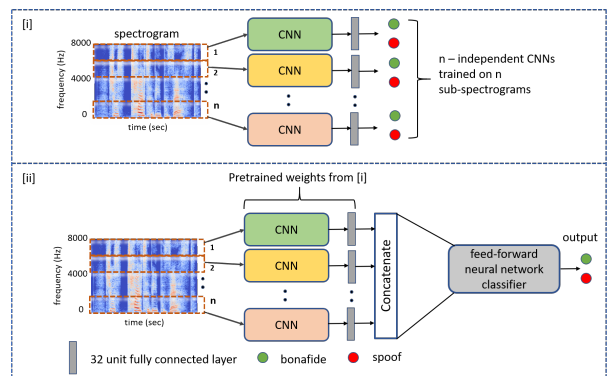 [i]
spectrogram
8000
4000
0
frequency (Hz)
time (sec)
1
2
n
CNN
CNN
CNN
n – independent CNNs
trained on n
sub-spectrograms
[ii]
Pretrained weights from [i]
8000
4000
0
frequency (Hz)
time (sec)
1
2
n
CNN
CNN
CNN
Concatenate
feed-forward
neural network
classifier
output
32 unit fully connected layer
bonafide
spoof